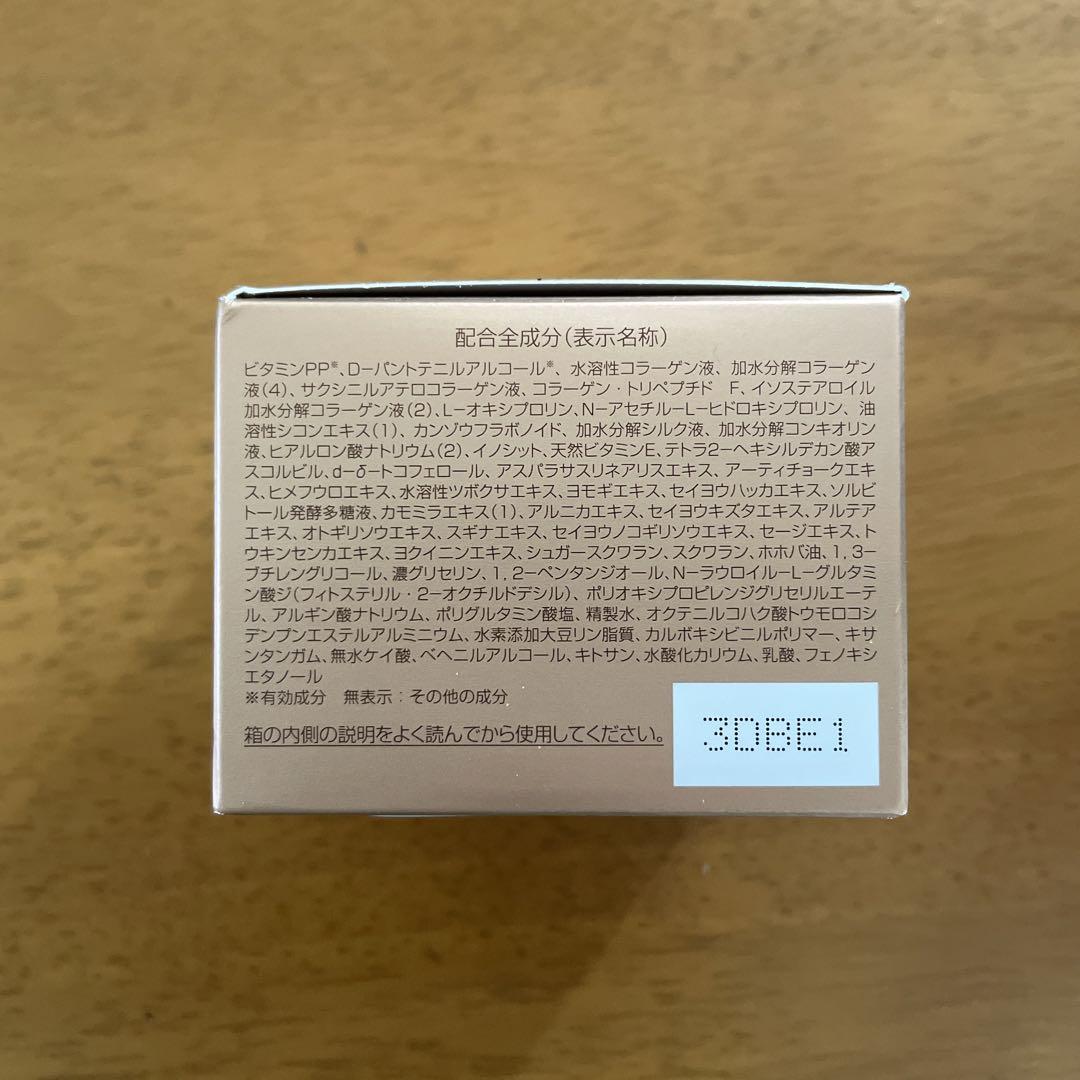 配合全成分(表示名称)
ビタミンPP※、D-パントテニルアルコール※、水溶性コラーゲン液、加水分解コラーゲン
液(4)、サクシニルアテロコラーゲン液、コラーゲン・トリペプチド F、イソステアロイル
加水分解コラーゲン液(2)、L-オキシプロリン、N-アセチル-L-ヒドロキシプロリン、油
溶性シコンエキス(1)、カンゾウフラボノイド、加水分解シルク液、加水分解コンキオリン
液、ヒアルロン酸ナトリウム(2)、イノシット、天然ビタミンE、テトラ2-ヘキシルデカン酸ア
スコルビル、d-δ-トコフェロール、アスパラサスリネアリスエキス、アーティチョークエキ
ス、ヒメフウロエキス、水溶性ツボクサエキス、ヨモギエキス、セイヨウハッカエキス、ソルビ
トール発酵多糖液、カモミラエキス(1)、アルニカエキス、セイヨウキズタエキス、アルテア
エキス、オトギリソウエキス、スギナエキス、セイヨウノコギリソウエキス、セージエキス、ト
ウキンセンカエキス、ヨクイニンエキス、シュガースクワラン、スクワラン、ホホバ油、1,3-
ブチレングリコール、濃グリセリン、1,2-ペンタンジオール、N-ラウロイル-L-グルタミ
ン酸ジ(フィトステリル・2-オクチルドデシル)、ポリオキシプロピレンジグリセリルエーテ
ル、アルギン酸ナトリウム、ポリグルタミン酸塩、精製水、オクテニルコハク酸トウモロコシ
デンプンエステルアルミニウム、水素添加大豆リン脂質、カルボキシビニルポリマー、キサ
ンタンガム、無水ケイ酸、ベヘニルアルコール、キトサン、水酸化カリウム、乳酸、フェノキシ
エタノール
※有効成分 無表示:その他の成分
箱の内側の説明をよく読んでから使用してください。
3DBE1